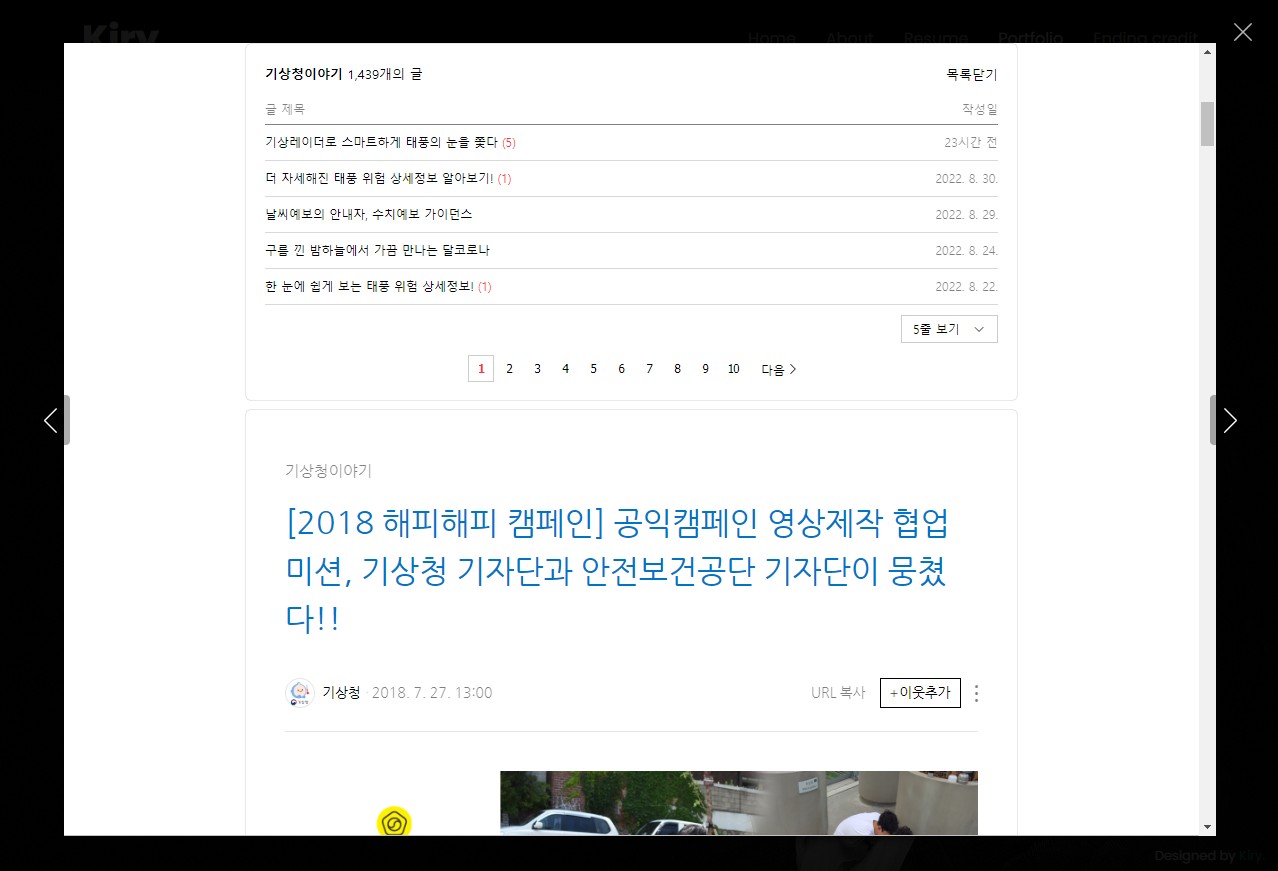 Kiry
Home About Resume Portfolio Ending credit
기상청이야기 1,439개의 글 목록닫기
글 제목 작성일
기상레이더로 스마트하게 태풍의 눈을 쫓다 (5) 23시간 전
더 자세해진 태풍 위험 상세정보 알아보기! (1) 2022. 8. 30.
날씨예보의 안내자, 수치예보 가이던스 2022. 8. 29.
구름 낀 밤하늘에서 가끔 만나는 달코로나 2022. 8. 24.
한 눈에 쉽게 보는 태풍 위험 상세정보! (1) 2022. 8. 22.
5줄 보기
1 2 3 4 5 6 7 8 9 10 다음 >
기상청이야기
[2018 해피해피 캠페인] 공익캠페인 영상제작 협업
미션, 기상청 기자단과 안전보건공단 기자단이 뭉쳤
다!!
기상청 · 2018. 7. 27. 13:00 URL 복사 +이웃추가
Designed by Kiry.